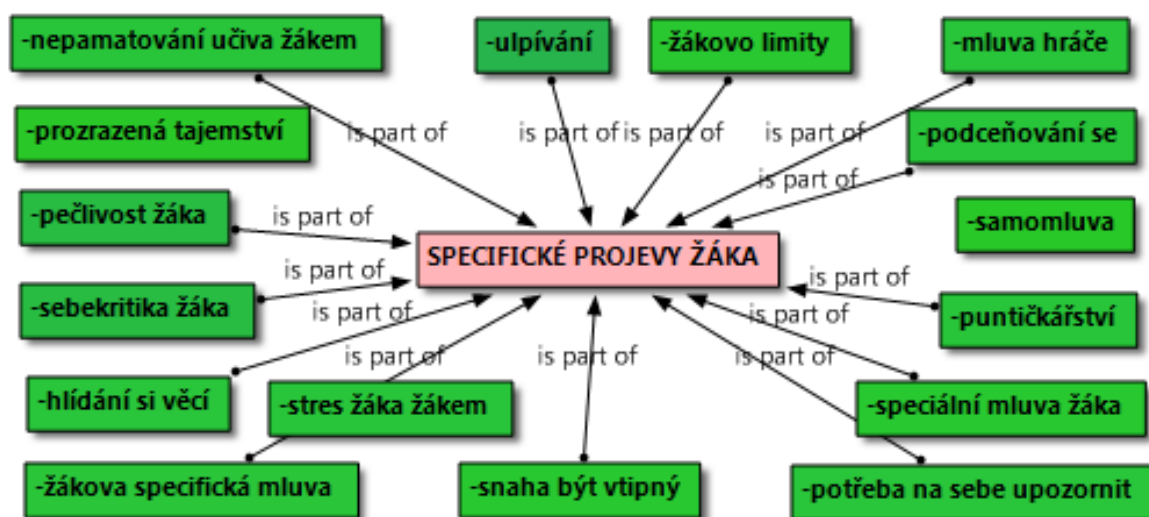 -nepamatování učiva žákem
-ulpívání
-žákovo limity
-mluva hráče
-prozrazená tajemství
is part of
is part of
is part of
is part of
-podceňování se
is part of
-pečlivost žáka
is part of
-samomluva
SPECIFICKÉ PROJEVY ŽÁKA
is part of
-sebekritika žáka
is part of
is part of
-puntičkářství
is part of
is part of
is part of
is part of
-hlídání si věcí
-stres žáka žákem
-speciální mluva žáka
-žákova specifická mluva
-snaha být vtipný
-potřeba na sebe upozornit